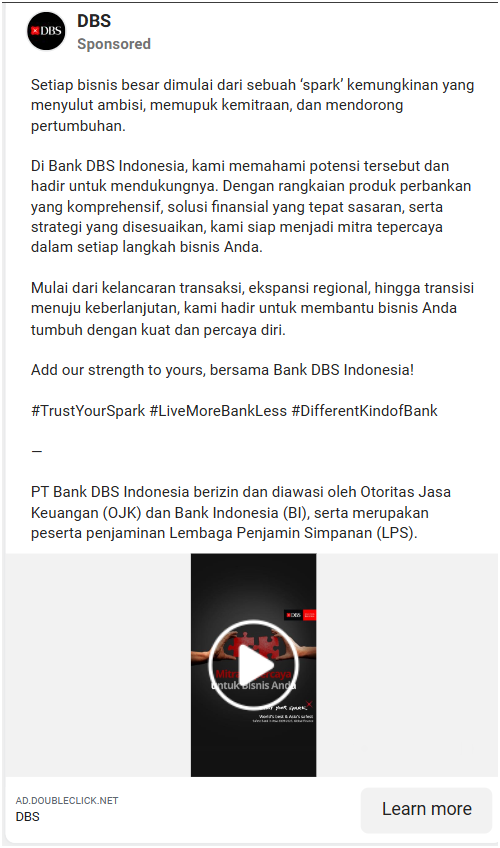 DBS
DBS
Sponsored
Setiap bisnis besar dimulai dari sebuah ‘spark’ kemungkinan yang
menyulut ambisi, memupuk kemitraan, dan mendorong
pertumbuhan.
Di Bank DBS Indonesia, kami memahami potensi tersebut dan
hadir untuk mendukungnya. Dengan rangkaian produk perbankan
yang komprehensif, solusi finansial yang tepat sasaran, serta
strategi yang disesuaikan, kami siap menjadi mitra tepercaya
dalam setiap langkah bisnis Anda.
Mulai dari kelancaran transaksi, ekspansi regional, hingga transisi
menuju keberlanjutan, kami hadir untuk membantu bisnis Anda
tumbuh dengan kuat dan percaya diri.
Add our strength to yours, bersama Bank DBS Indonesia!
#TrustYourSpark #LiveMoreBankLess #DifferentKindofBank
—
PT Bank DBS Indonesia berizin dan diawasi oleh Otoritas Jasa
Keuangan (OJK) dan Bank Indonesia (BI), serta merupakan
peserta penjaminan Lembaga Penjamin Simpanan (LPS).
DBS
untuk Bisnis Anda
your spark.
World's best & Asia's safest
AD.DOUBLECLICK.NET
DBS
Learn more